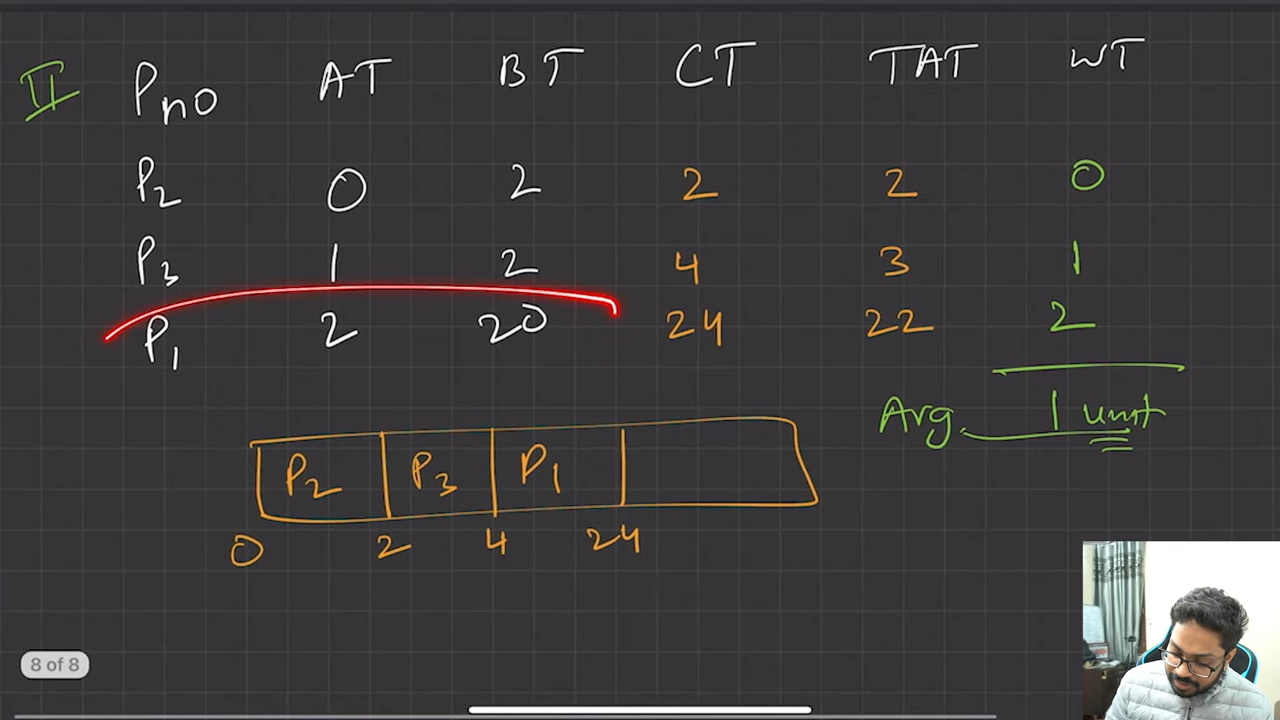 II Pno AT BT CT TAT WT
P2 0 2 2 2 0
P3 1 2 4 3 1
P1 2 20 24 22 2
Avg 1 unit
P2 P3 P1
0 2 4 24
8 of 8